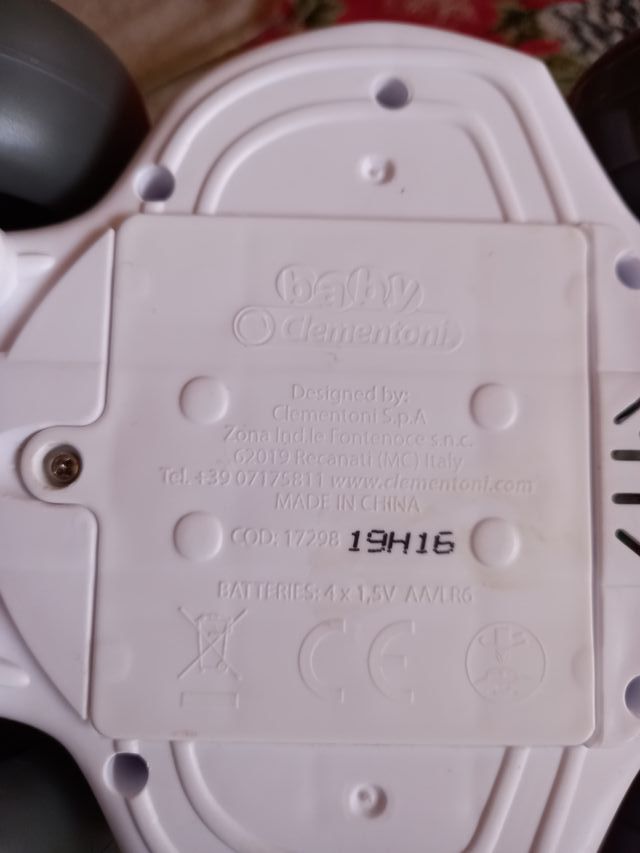 baby
Clementoni
Designed by:
Clementoni S.p.A
Zona Ind.le Fontenoce s.n.c.
62019 Recanati (MC) Italy
Tel. +39 07175811 www.clementoni.com
MADE IN CHINA
COD: 17298 19H16
BATTERIES: 4 x 1,5V AA/LR6
CE